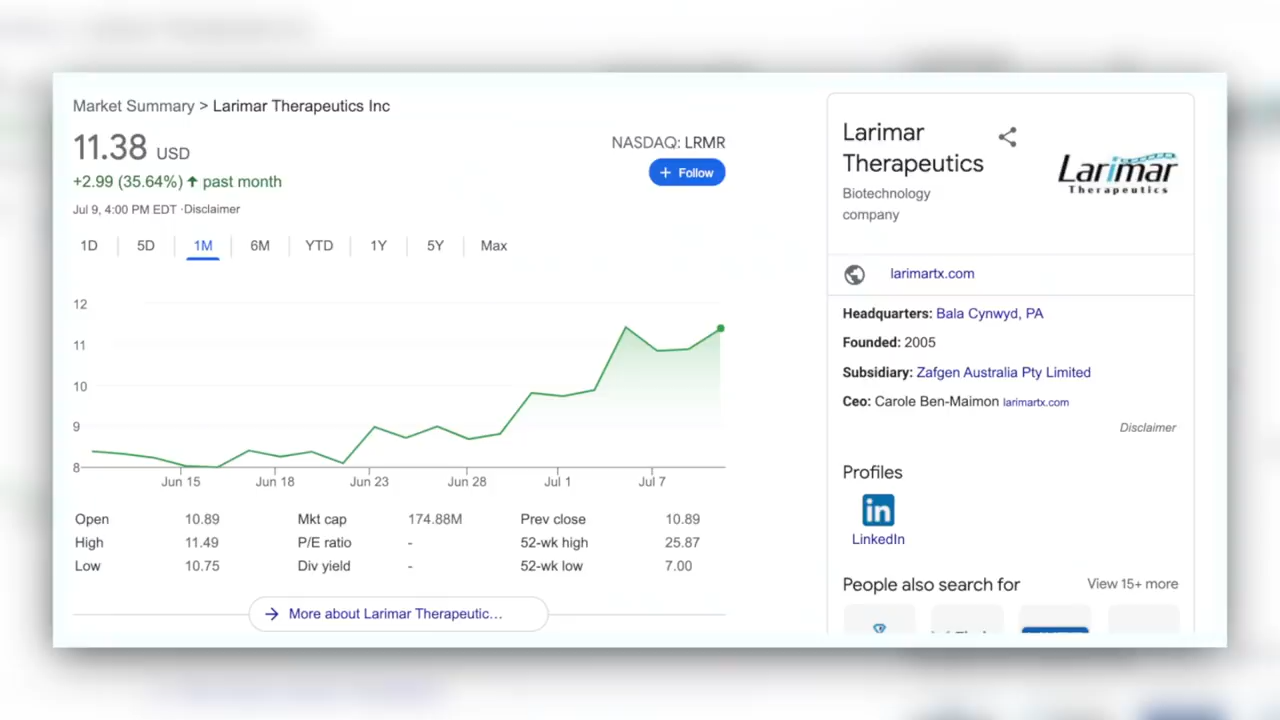 Market Summary > Larimar Therapeutics Inc
11.38 USD
NASDAQ: LRMR
+2.99 (35.64%) ↑ past month
+ Follow
Jul 9, 4:00 PM EDT ·Disclaimer
1D 5D 1M 6M YTD 1Y 5Y Max
12
11
10
9
8
Jun 15 Jun 18 Jun 23 Jun 28 Jul 1 Jul 7
Open 10.89 Mkt cap 174.88M Prev close 10.89
High 11.49 P/E ratio - 52-wk high 25.87
Low 10.75 Div yield - 52-wk low 7.00
→ More about Larimar Therapeutic…
Larimar
Therapeutics
Biotechnology
company
Larimar
Therapeutics
larimartx.com
Headquarters: Bala Cynwyd, PA
Founded: 2005
Subsidiary: Zafgen Australia Pty Limited
Ceo: Carole Ben-Maimon larimartx.com
Disclaimer
Profiles
in
LinkedIn
People also search for View 15+ more